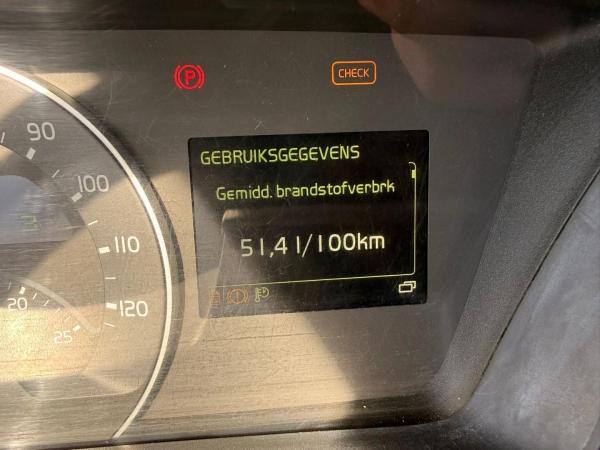 P
CHECK
90
100
110
120
20
25
GEBRUIKSGEGEVENS
Gemidd. brandstofverbrk
51,4 l/100km